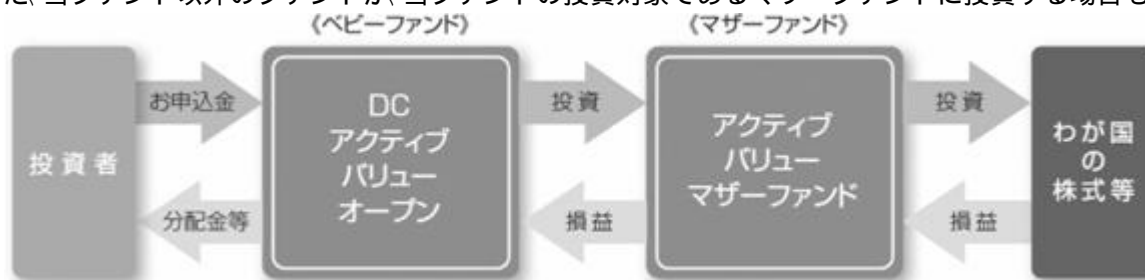 た、当ファンド以外のファンドが、当ファンドの投資対象であるマザーファンドに投資する場合
《ベビーファンド》
《マザーファンド》
お申込金
投資
投資
投資者
DC
アクティブ
バリュー
オープン
アクティブ
バリュー
マザーファンド
わが国
の
株式等
分配金等
損益
損益